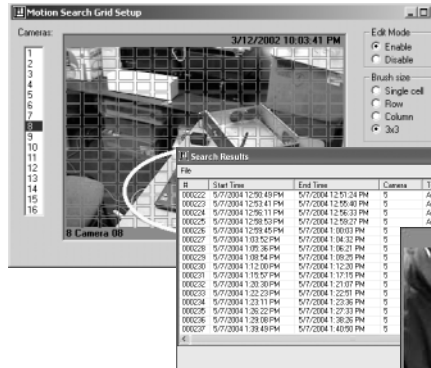 Motion Search Grid Setup
Cameras:
1
2
3
4
5
6
7
8
9
10
11
12
13
14
15
16
3/12/2002 10:03:41 PM
8 Camera 08
Edit Mode
Enable
Disable
Brush size
Single cell
Row
Column
3x3
Search Results
File
# Start Time End Time Camera
000222 5/7/2004 12:50:49 PM 5/7/2004 12:51:24 PM 5
000223 5/7/2004 12:53:41 PM 5/7/2004 12:55:40 PM 5
000224 5/7/2004 12:56:11 PM 5/7/2004 12:56:33 PM 5
000225 5/7/2004 12:58:53 PM 5/7/2004 12:59:27 PM 5
000226 5/7/2004 12:59:45 PM 5/7/2004 1:00:03 PM 5
000227 5/7/2004 1:03:52 PM 5/7/2004 1:04:32 PM 5
000228 5/7/2004 1:05:36 PM 5/7/2004 1:06:21 PM 5
000229 5/7/2004 1:08:54 PM 5/7/2004 1:09:25 PM 5
000230 5/7/2004 1:12:00 PM 5/7/2004 1:12:20 PM 5
000231 5/7/2004 1:15:57 PM 5/7/2004 1:17:15 PM 5
000232 5/7/2004 1:20:30 PM 5/7/2004 1:21:07 PM 5
000233 5/7/2004 1:22:23 PM 5/7/2004 1:22:51 PM 5
000234 5/7/2004 1:23:11 PM 5/7/2004 1:23:36 PM 5
000235 5/7/2004 1:26:22 PM 5/7/2004 1:27:33 PM 5
000236 5/7/2004 1:29:08 PM 5/7/2004 1:38:26 PM 5
000237 5/7/2004 1:39:49 PM 5/7/2004 1:40:50 PM 5